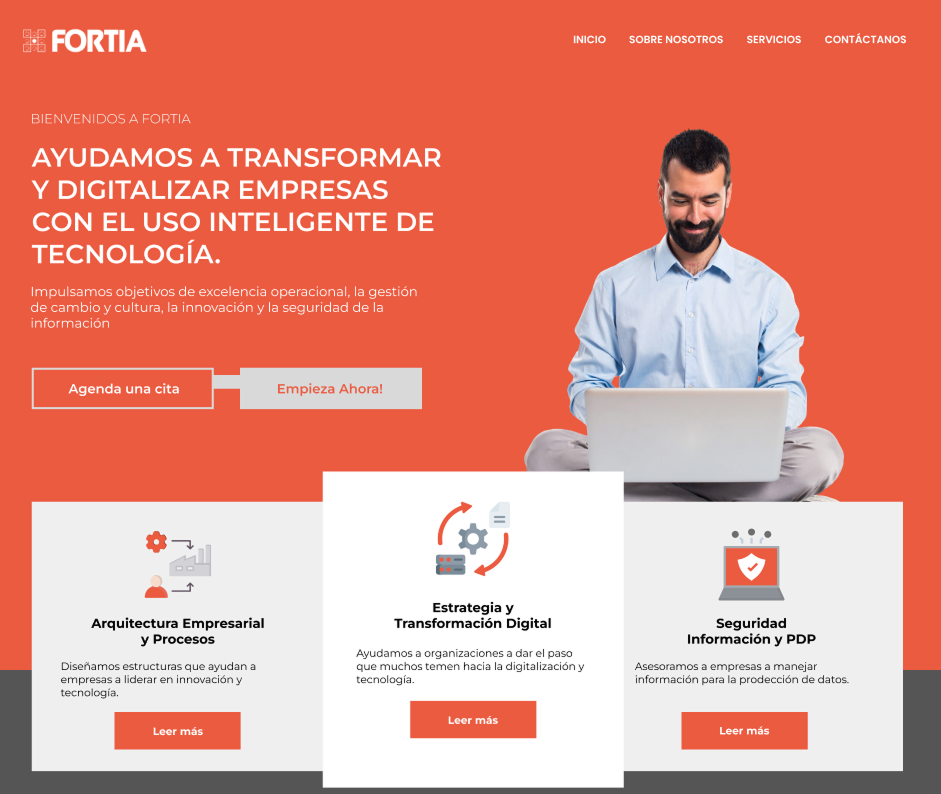 FORTIA
INICIO SOBRE NOSOTROS SERVICIOS CONTÁCTANOS
BIENVENIDOS A FORTIA
AYUDAMOS A TRANSFORMAR
Y DIGITALIZAR EMPRESAS
CON EL USO INTELIGENTE DE
TECNOLOGÍA.
Impulsamos objetivos de excelencia operacional, la gestión
de cambio y cultura, la innovación y la seguridad de la
información
Agenda una cita
Empieza Ahora!
Arquitectura Empresarial
y Procesos
Diseñamos estructuras que ayudan a
empresas a liderar en innovación y
tecnología.
Leer más
Estrategia y
Transformación Digital
Ayudamos a organizaciones a dar el paso
que muchos temen hacia la digitalización y
tecnología.
Leer más
Seguridad
Información y PDP
Asesoramos a empresas a manejar
información para la prodección de datos.
Leer más